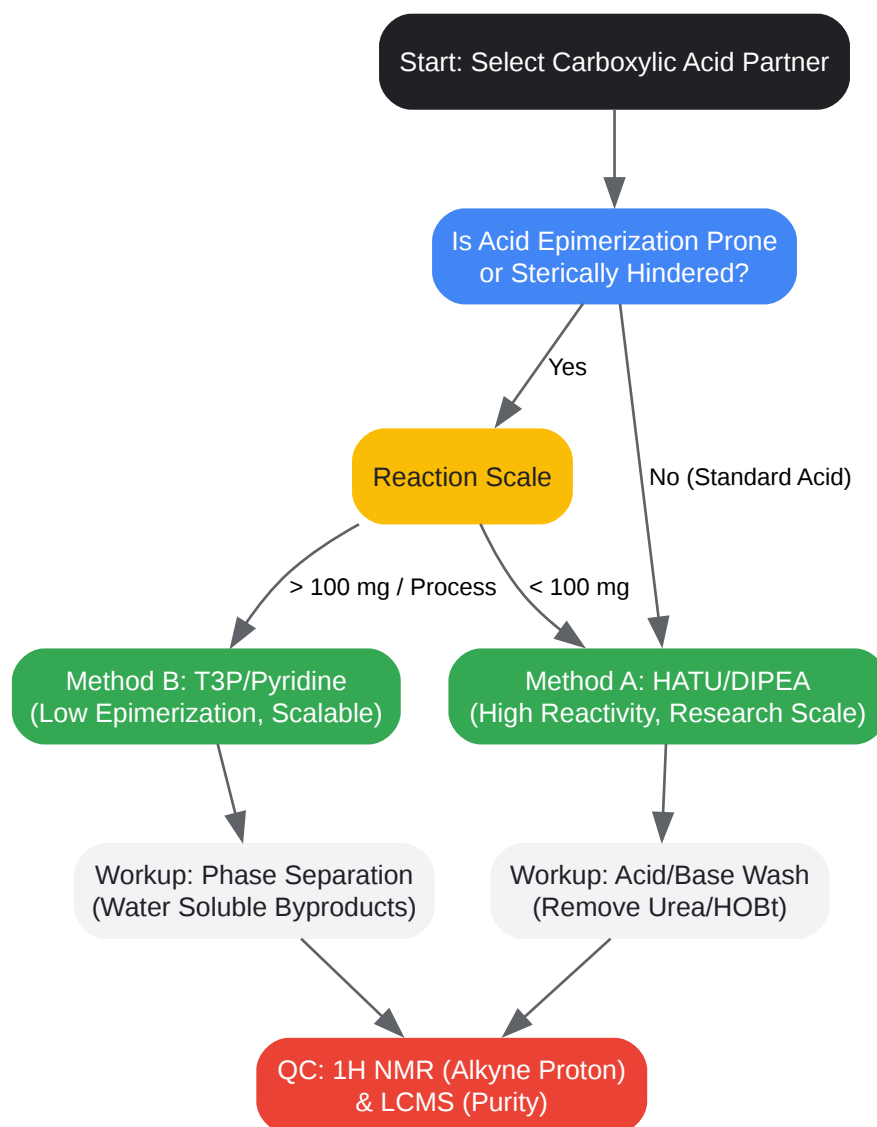 Start: Select Carboxylic Acid Partner
Is Acid Epimerization Prone
or Sterically Hindered?
Yes
Reaction Scale
No (Standard Acid)
> 100 mg / Process
< 100 mg
Method B: T3P/Pyridine
(Low Epimerization, Scalable)
Method A: HATU/DIPEA
(High Reactivity, Research Scale)
Workup: Phase Separation
(Water Soluble Byproducts)
Workup: Acid/Base Wash
(Remove Urea/HOBt)
QC: 1H NMR (Alkyne Proton)
& LCMS (Purity)